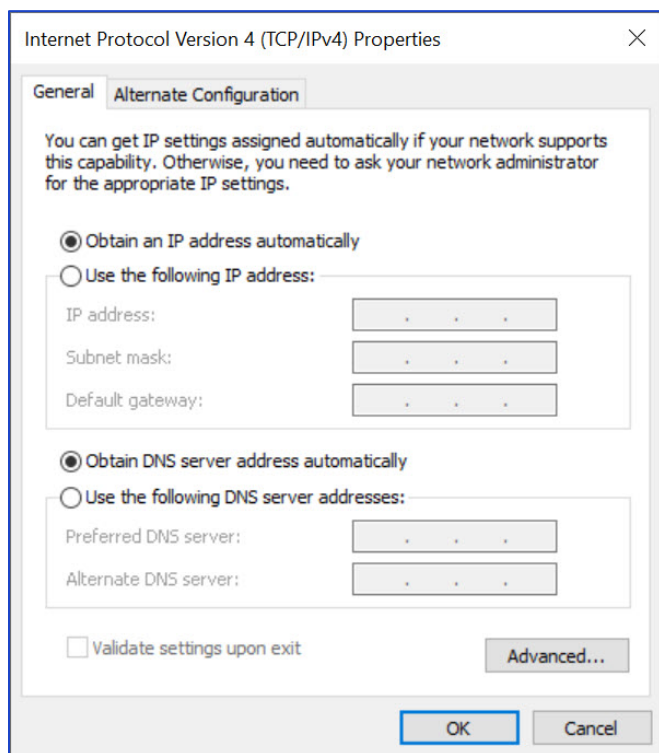 Internet Protocol Version 4 (TCP/IPv4) Properties
General
Alternate Configuration
You can get IP settings assigned automatically if your network supports
this capability. Otherwise, you need to ask your network administrator
for the appropriate IP settings.
Obtain an IP address automatically
Use the following IP address:
IP address:
Subnet mask:
Default gateway:
Obtain DNS server address automatically
Use the following DNS server addresses:
Preferred DNS server:
Alternate DNS server:
Validate settings upon exit
Advanced...
OK
Cancel